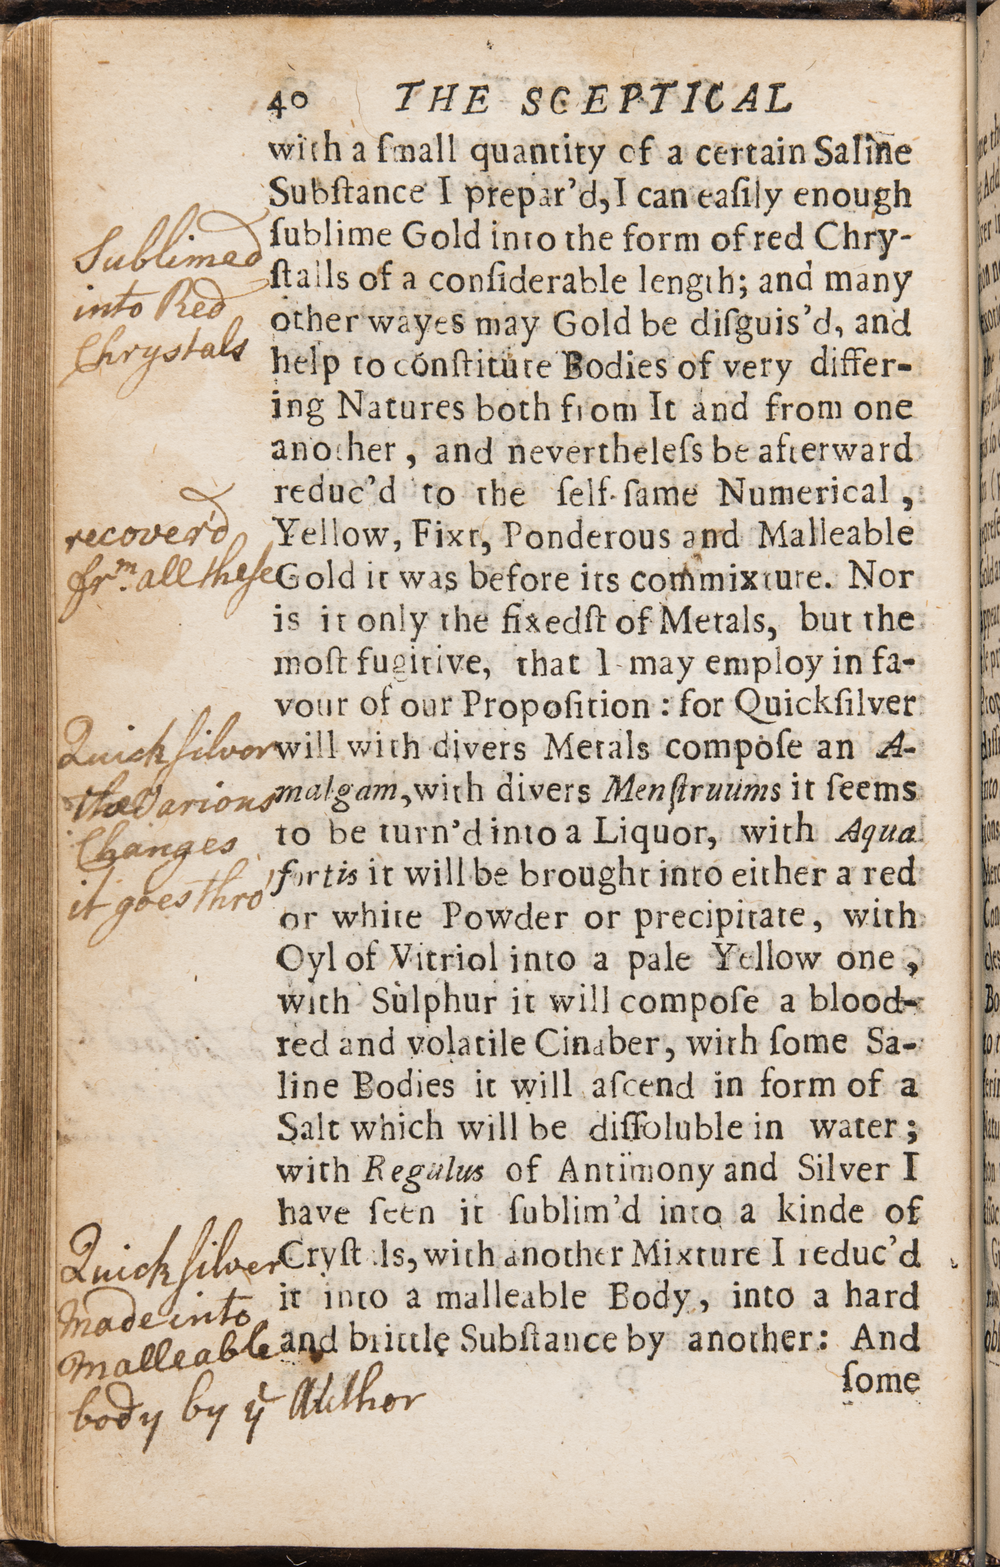 40 THE SCEPTICAL
with a ſmall quantity of a certain Saline
Subſtance I prepar’d, I can eaſily enough
ſublime Gold into the form of red Chry-
ſtalls of a conſiderable length; and many
other wayes may Gold be diſguis’d, and
help to conſtitute Bodies of very differ-
ing Natures both from It and from one
another, and nevertheleſs be afterward
reduc’d to the ſelf-ſame Numerical,
Yellow, Fixt, Ponderous and Malleable
Gold it was before its commixture. Nor
is it only the fixedſt of Metals, but the
moſt fugitive, that I may employ in fa-
vour of our Propoſition: for Quickſilver
will with divers Metals compoſe an A-
malgam, with divers Menſtruums it ſeems
to be turn’d into a Liquor, with Aqua
fortis it will be brought into either a red
or white Powder or precipitate, with
Oyl of Vitriol into a pale Yellow one,
with Sulphur it will compoſe a blood-
red and volatile Cinaber, with ſome Sa-
line Bodies it will aſcend in form of a
Salt which will be diſſoluble in water;
with Regulus of Antimony and Silver I
have ſeen it ſublim’d into a kinde of
Cryſtals, with another Mixture I reduc’d
it into a malleable Body, into a hard
and brittle Subſtance by another: And
ſome
Sublimed
into Red
Chrystals
recover'd
frm. all theſe
Quickſilver
the Various
Changes
it goes thro'
Quickſilver
made into
malleable
body by ye Author